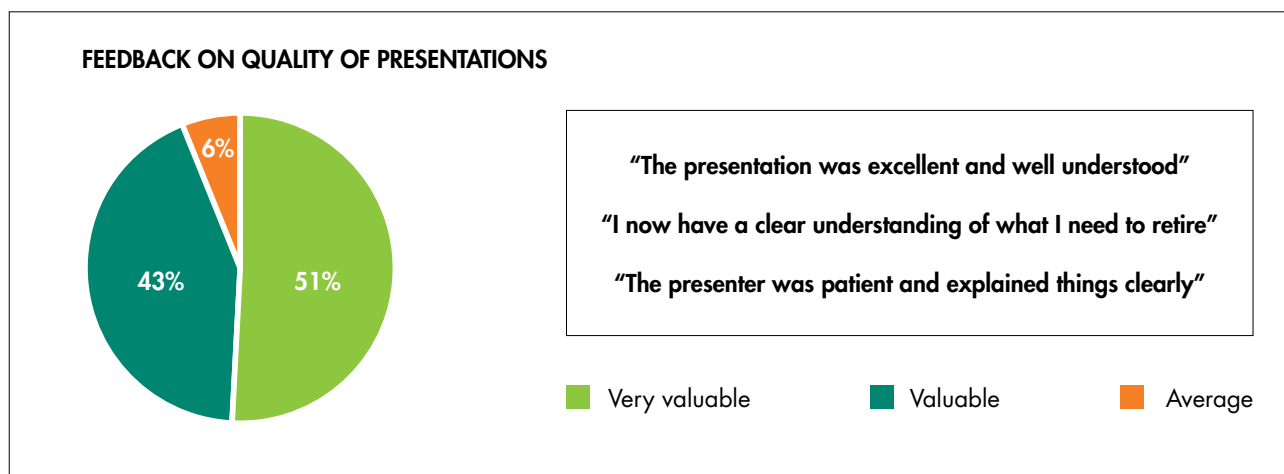 FEEDBACK ON QUALITY OF PRESENTATIONS
6%
43%
51%
“The presentation was excellent and well understood”
“I now have a clear understanding of what I need to retire”
“The presenter was patient and explained things clearly”
Very valuable
Valuable
Average